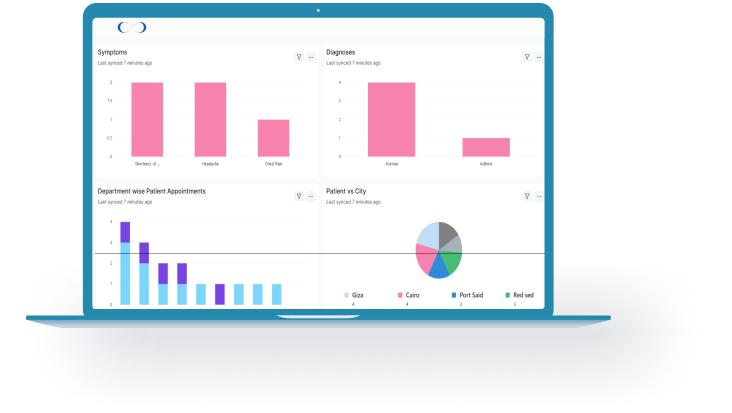 Symptoms
Last synced 7 minutes ago
2
1.5
1
0.5
0
Shortness of ...
Headache
Chest Pain
Diagnoses
Last synced 7 minutes ago
4
3
2
1
0
Anemia
Asthma
Department wise Patient Appointments
Last synced 7 minutes ago
4
2
1
0
Patient vs City
Last synced 7 minutes ago
Giza
4
Cairo
4
Port Said
3
Red sed